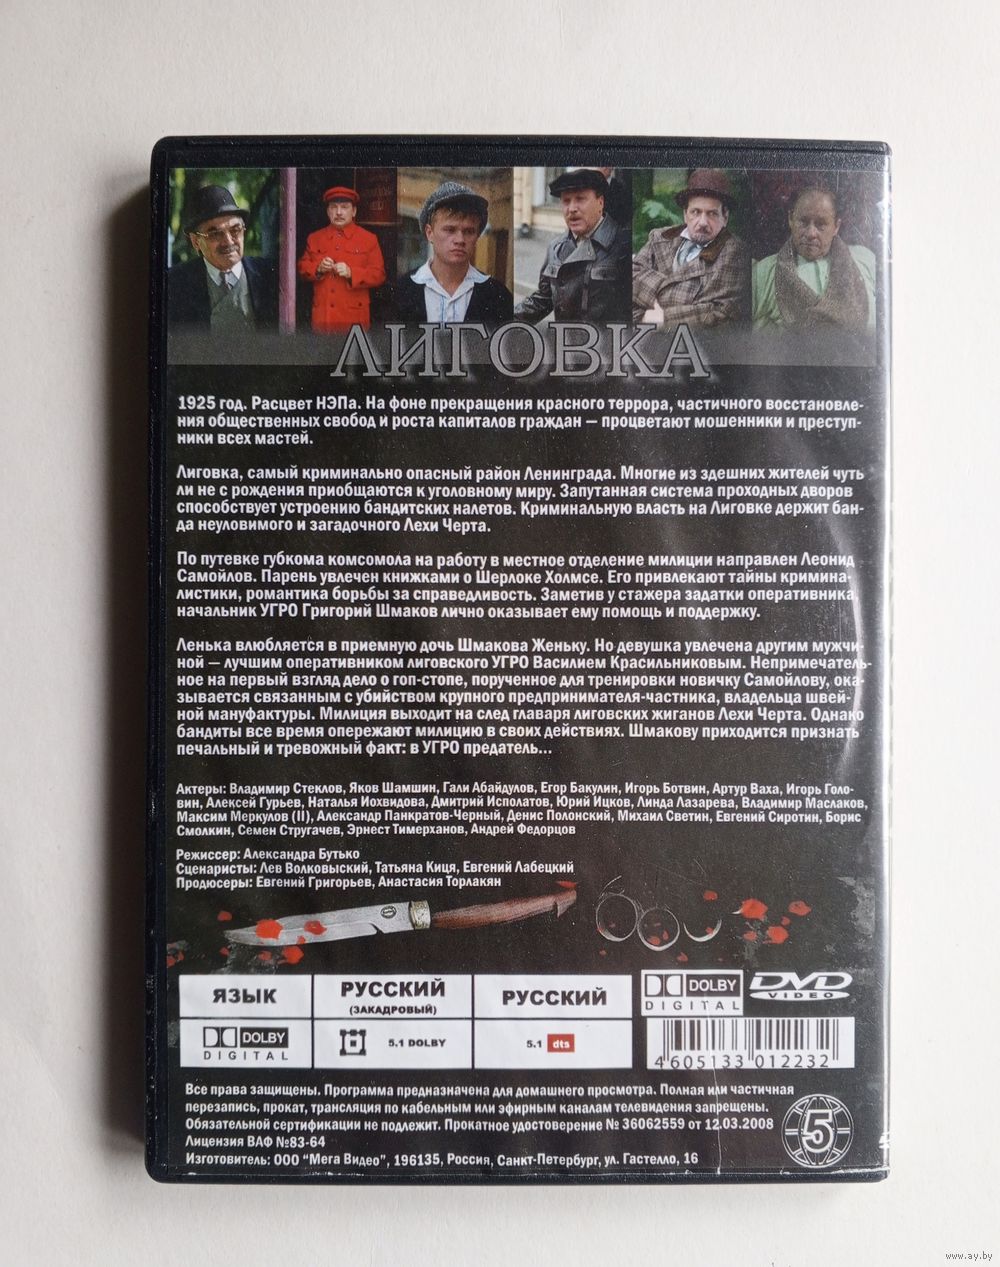 ЛИГОВКА
1925 год. Расцвет НЭПа. На фоне прекращения красного террора, частичного восстановле-
ния общественных свобод и роста капиталов граждан — процветают мошенники и преступ-
ники всех мастей.
Лиговка, самый криминально опасный район Ленинграда. Многие из здешних жителей чуть
ли не с рождения приобщаются к уголовному миру. Запутанная система проходных дворов
способствует устроению бандитских налетов. Криминальную власть на Лиговке держит бан-
да неуловимого и загадочного Лехи Черта.
По путевке губкома комсомола на работу в местное отделение милиции направлен Леонид
Самойлов. Парень увлечен книжками о Шерлоке Холмсе. Его привлекают тайны кримина-
листики, романтика борьбы за справедливость. Заметив у стажера задатки оперативника,
начальник УГРО Григорий Шмаков лично оказывает ему помощь и поддержку.
Ленька влюбляется в приемную дочь Шмакова Женьку. Но девушка увлечена другим мужчи-
ной — лучшим оперативником лиговского УГРО Василием Красильниковым. Непримечатель-
ное на первый взгляд дело о гоп-стопе, порученное для тренировки новичку Самойлову, ока-
зывается связанным с убийством крупного предпринимателя-частника, владельца швей-
ной мануфактуры. Милиция выходит на след главаря лиговских жиганов Лехи Черта. Однако
бандиты все время опережают милицию в своих действиях. Шмакову приходится признать
печальный и тревожный факт: в УГРО предатель...
Актеры: Владимир Стеклов, Яков Шамшин, Гали Абайдулов, Егор Бакулин, Игорь Ботвин, Артур Ваха, Игорь Голо-
вин, Алексей Гурьев, Наталья Иохвидова, Дмитрий Исполатов, Юрий Ицков, Линда Лазарева, Владимир Маслаков,
Максим Меркулов (II), Александр Панкратов-Черный, Денис Полонский, Михаил Светин, Евгений Сиротин, Борис
Смолкин, Семен Стругачев, Эрнест Тимерханов, Андрей Федорцов
Режиссер: Александра Бутько
Сценаристы: Лев Волковыский, Татьяна Киця, Евгений Лабецкий
Продюсеры: Евгений Григорьев, Анастасия Торлакян
ЯЗЫК
РУССКИЙ
(ЗАКАДРОВЫЙ)
РУССКИЙ
DOLBY
DIGITAL
5.1 DOLBY
5.1 dts
DOLBY
DIGITAL
DVD
VIDEO
4 605133 012232
Все права защищены. Программа предназначена для домашнего просмотра. Полная или частичная
перезапись, прокат, трансляция по кабельным или эфирным каналам телевидения запрещены.
Обязательной сертификации не подлежит. Прокатное удостоверение № 36062559 от 12.03.2008
Лицензия ВАФ №83-64
Изготовитель: ООО "Мега Видео", 196135, Россия, Санкт-Петербург, ул. Гастелло, 16
5
www.ay.by